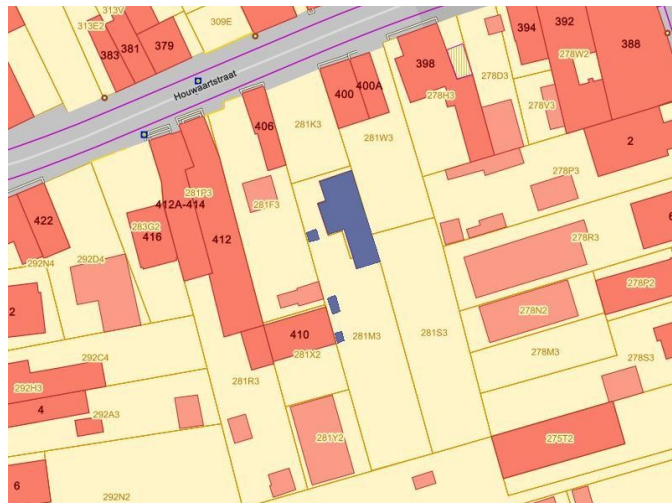 313V
313E2
383
381
379
309E
394
392
278W2
388
Houwaartstraat
400
400A
398
278H3
278D3
278V3
406
281K3
281W3
2
278P3
281P3
412A-414
281F3
422
283G2
416
412
292N4
292D4
278R3
6
278P2
2
278N2
410
281X2
281M3
281S3
278M3
278S3
292C4
281R3
292H3
4
292A3
281Y2
275T2
6
292N2